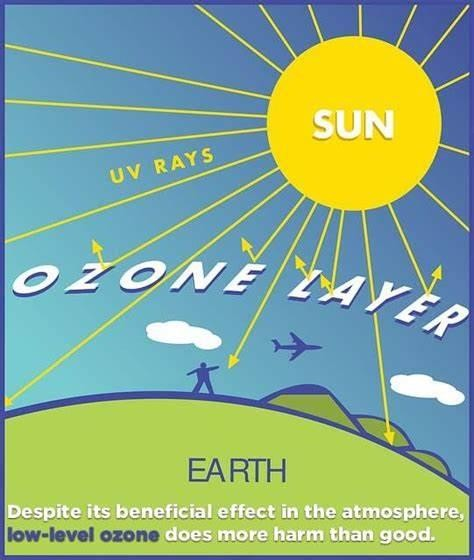 SUN
UV RAYS
OZONE LAYER
EARTH
Despite its beneficial effect in the atmosphere,
low-level ozone does more harm than good.